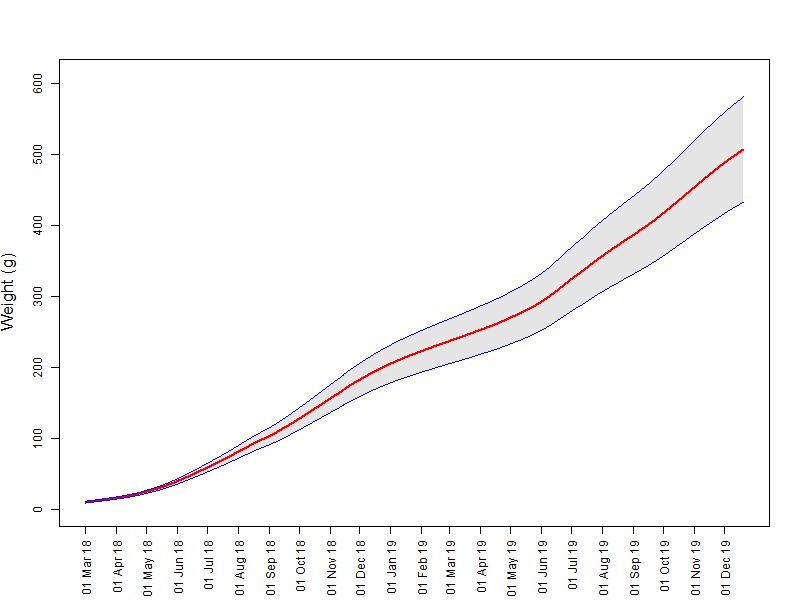 Weight (g)
600
500
400
300
200
100
0
01 Mar 18
01 Apr 18
01 May 18
01 Jun 18
01 Jul 18
01 Aug 18
01 Sep 18
01 Oct 18
01 Nov 18
01 Dec 18
01 Jan 19
01 Feb 19
01 Mar 19
01 Apr 19
01 May 19
01 Jun 19
01 Jul 19
01 Aug 19
01 Sep 19
01 Oct 19
01 Nov 19
01 Dec 19